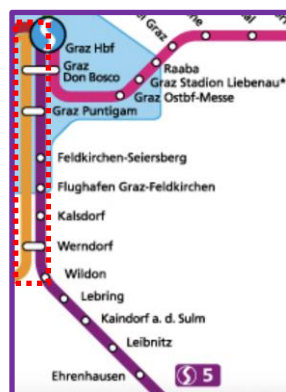 Graz Hbf
Graz
Don Bosco
Raaba
Graz Stadion Liebenau*
Graz Ostbf-Messe
Graz Puntigam
Feldkirchen-Seiersberg
Flughafen Graz-Feldkirchen
Kalsdorf
Werndorf
Wildon
Lebring
Kaindorf a. d. Sulm
Leibnitz
Ehrenhausen
S 5